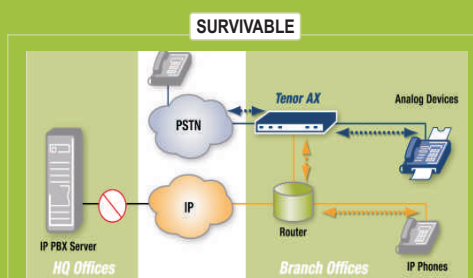 SURVIVABLE
Tenor AX
Analog Devices
PSTN
IP
Router
IP PBX Server
HQ Offices
Branch Offices
IP Phones